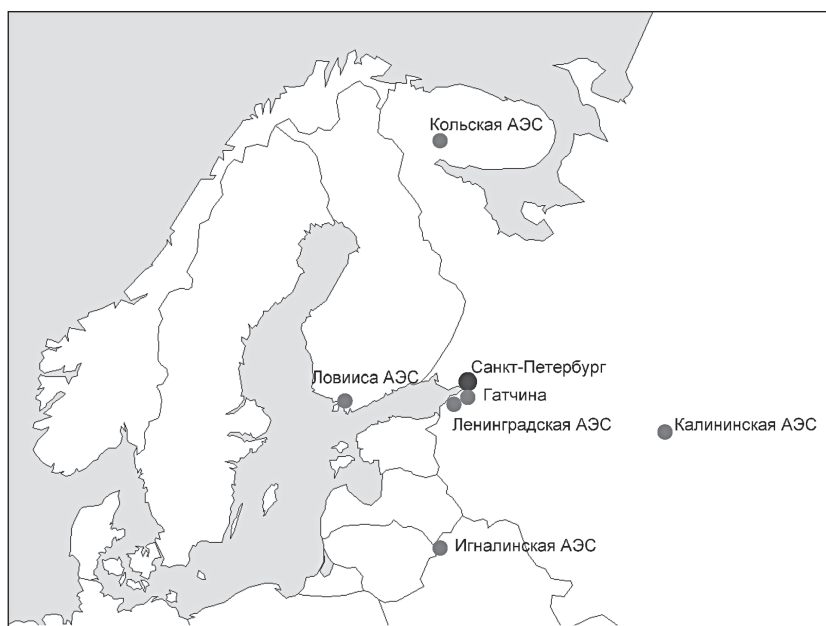 Кольская АЭС
Санкт-Петербург
Ловииса АЭС
Гатчина
Ленинградская АЭС
Калининская АЭС
Игналинская АЭС